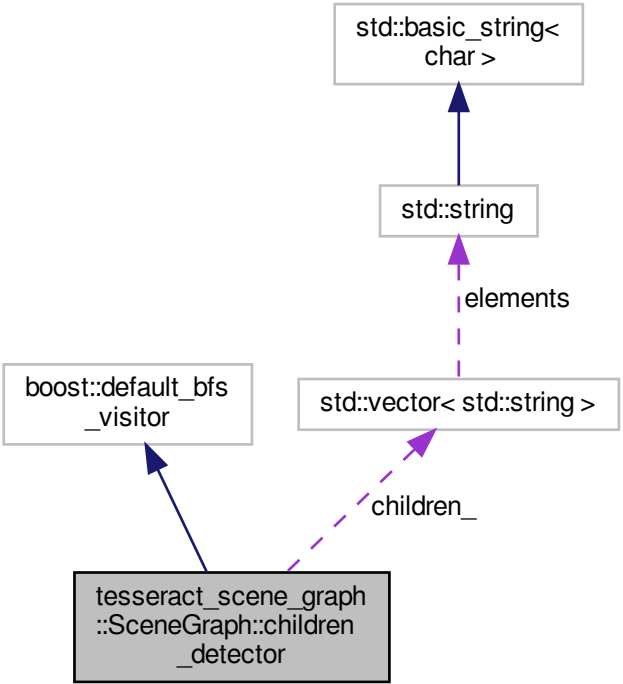 std::basic_string<
char >
std::string
elements
boost::default_bfs
_visitor
std::vector< std::string >
children_
tesseract_scene_graph
::SceneGraph::children
_detector